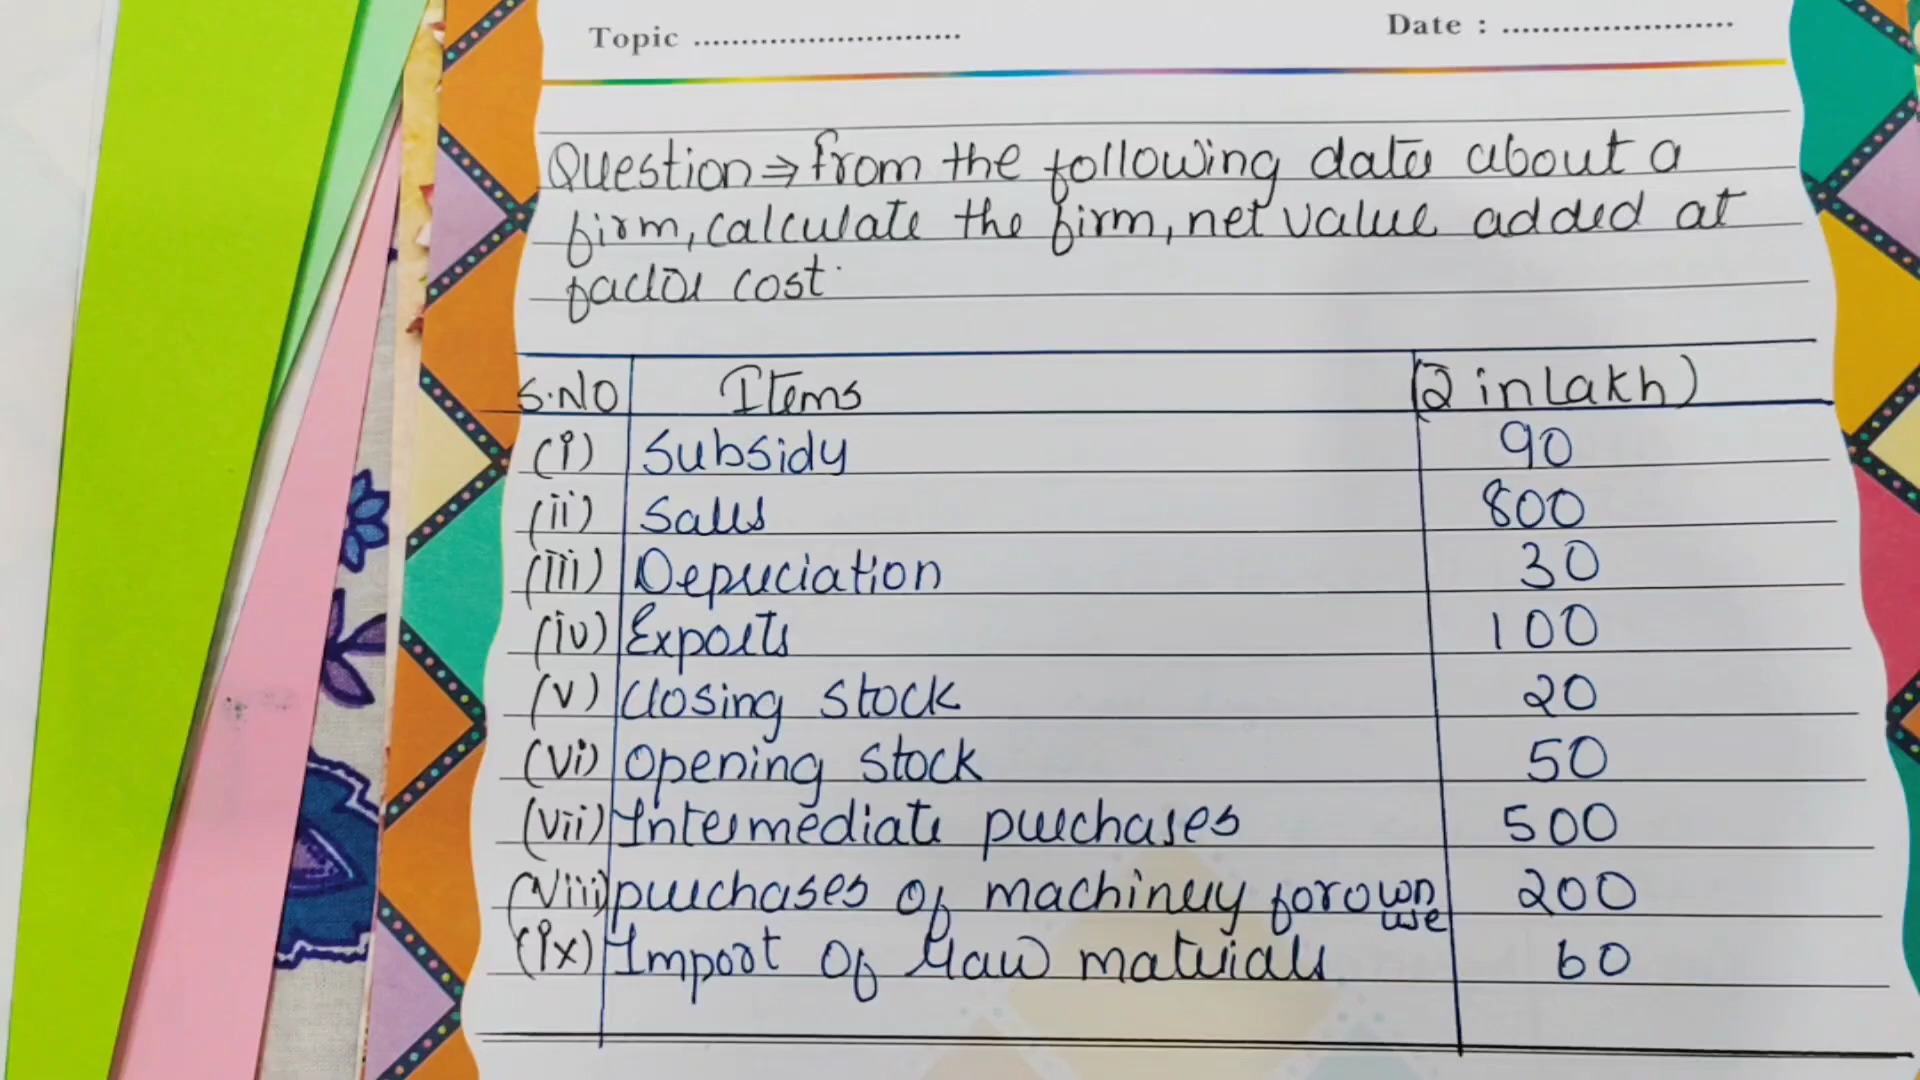 Topic ........................... Date : .......................
Question ⇒ from the following data about a
firm, calculate the firm, net value added at
factor cost.
S.NO Items (₹ in Lakh)
(i) Subsidy 90
(ii) Sales 800
(iii) Depreciation 30
(iv) Exports 100
(v) Closing stock 20
(vi) Opening stock 50
(vii) Intermediate purchases 500
(viii) purchases of machinery for own use 200
(ix) Import of Raw materials 60